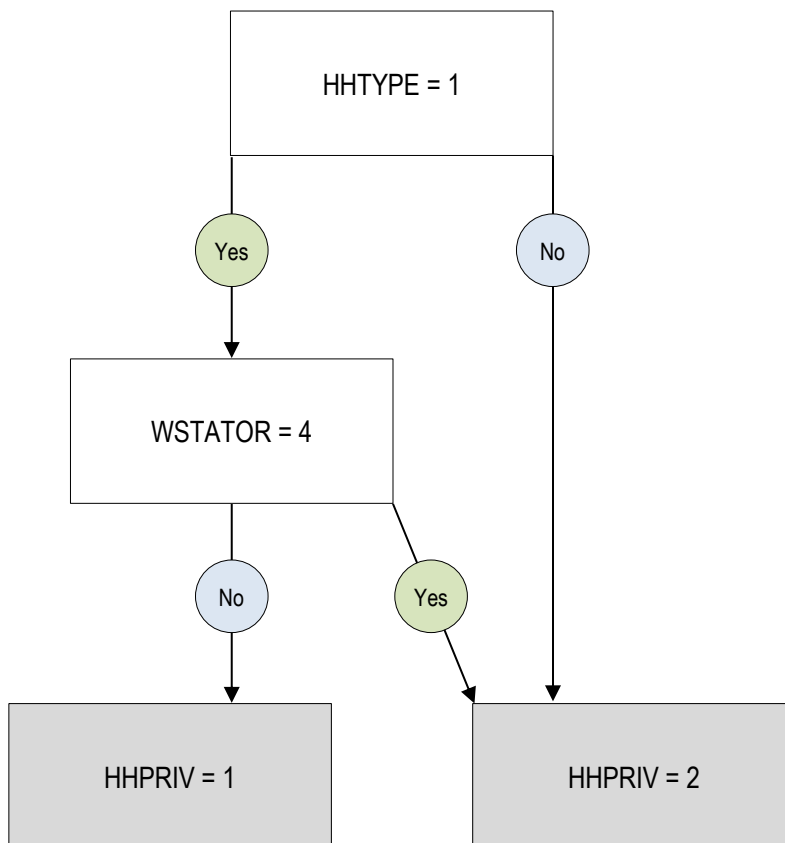 HHTYPE = 1
Yes
No
WSTATOR = 4
No
Yes
HHPRIV = 1
HHPRIV = 2